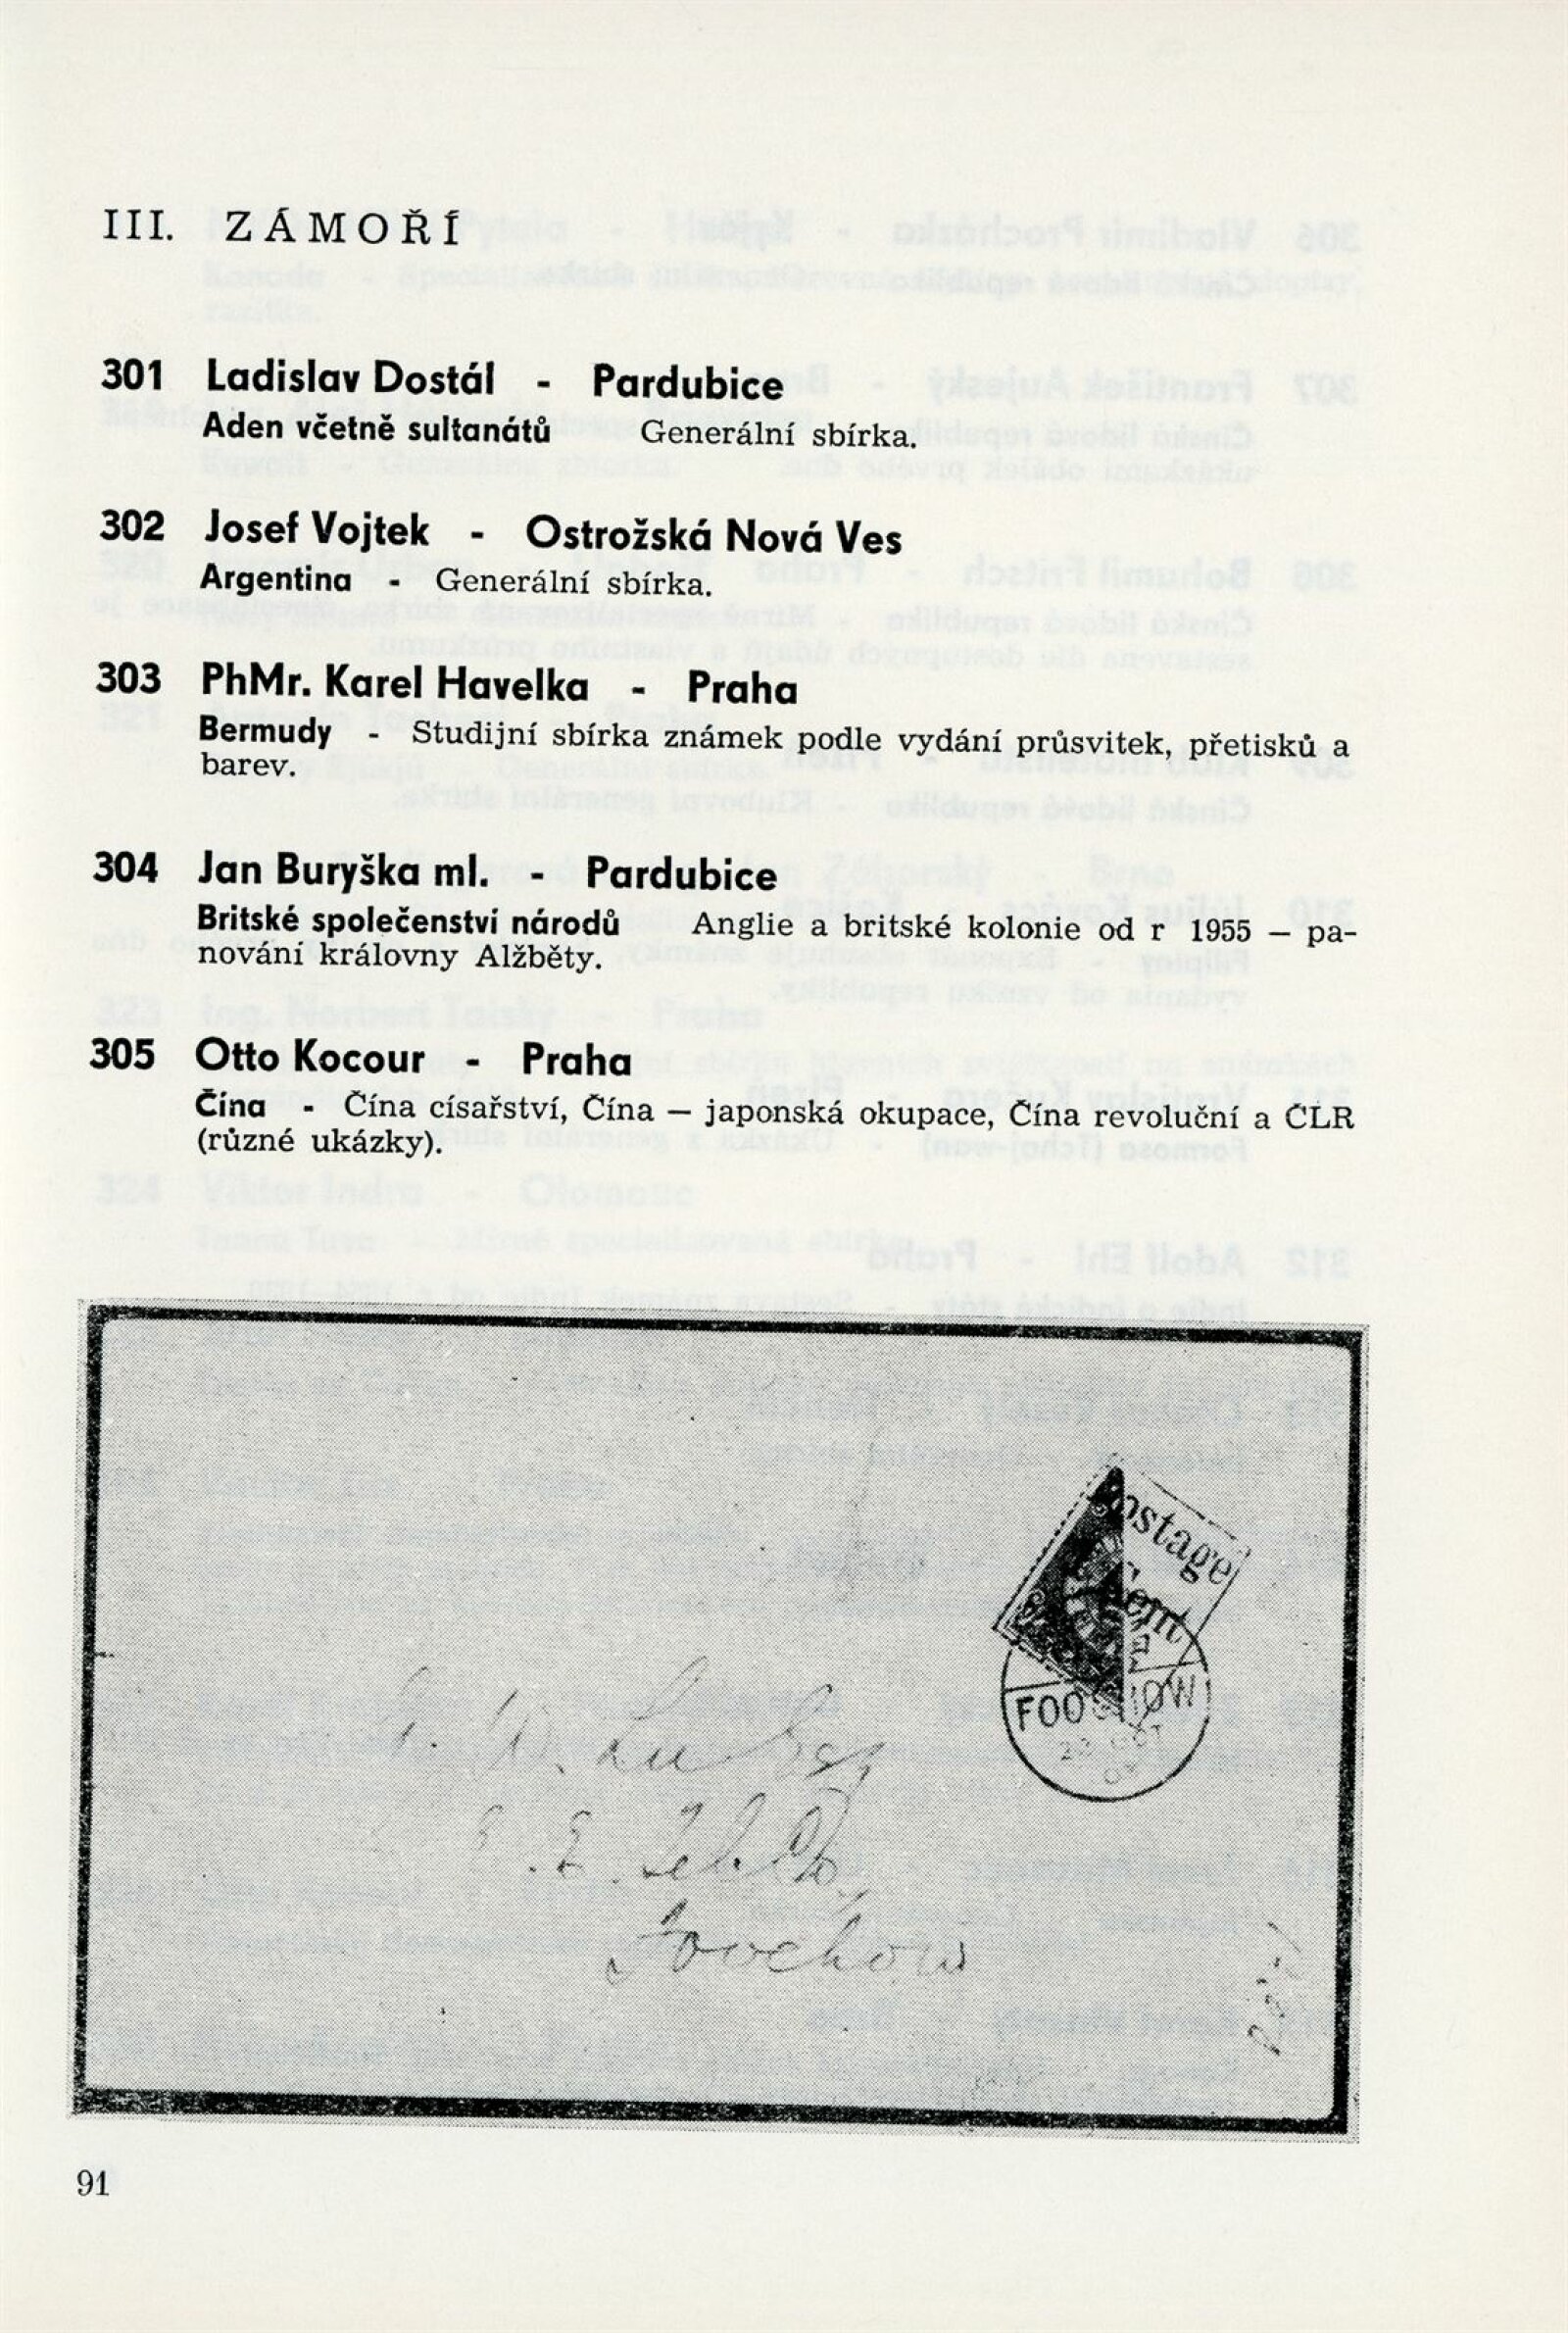 III. ZÁMOŘÍ
301 Ladislav Dostál - Pardubice
Aden včetně sultanátů Generální sbírka.
302 Josef Vojtek - Ostrožská Nová Ves
Argentina - Generální sbírka.
303 PhMr. Karel Havelka - Praha
Bermudy - Studijní sbírka známek podle vydání průsvitek, přetisků a
barev.
304 Jan Buryška ml. - Pardubice
Britské společenství národů Anglie a britské kolonie od r 1955 — pa-
nování královny Alžběty.
305 Otto Kocour - Praha
Čína - Čína císařství, Čína — japonská okupace, Čína revoluční a ČLR
(různé ukázky).
Postage
Cent
FOOCHOW
Foochow
91